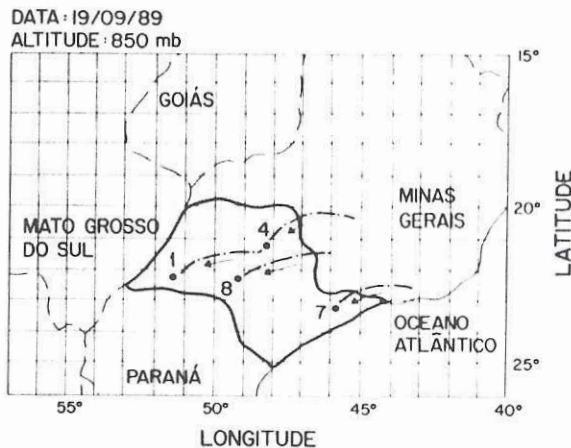 DATA: 19/09/89
ALTITUDE: 850 mb
15°
GOIÁS
MINAS
GERAIS
20°
MATO GROSSO
DO SUL
4
1
8
7
OCEANO
ATLÂNTICO
PARANÁ
25°
55°
50°
45°
40°
LONGITUDE
LATITUDE